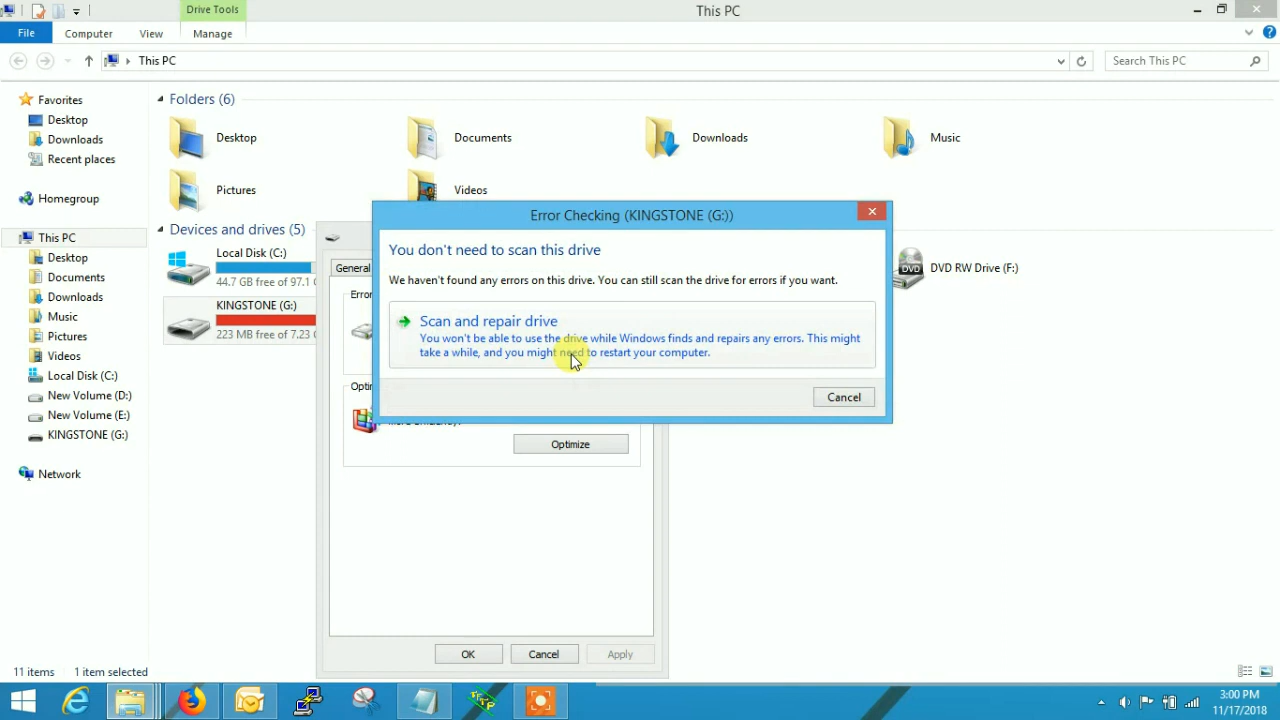 Drive Tools
This PC
File
Computer
View
Manage
This PC
Search This PC
Favorites
Desktop
Downloads
Recent places
Homegroup
This PC
Desktop
Documents
Downloads
Music
Pictures
Videos
Local Disk (C:)
New Volume (D:)
New Volume (E:)
KINGSTONE (G:)
Network
Folders (6)
Desktop
Documents
Downloads
Music
Pictures
Videos
Devices and drives (5)
Local Disk (C:)
44.7 GB free of 97.1
KINGSTONE (G:)
223 MB free of 7.23
DVD RW Drive (F:)
DVD
General
Error Checking (KINGSTONE (G:))
You don't need to scan this drive
We haven't found any errors on this drive. You can still scan the drive for errors if you want.
Scan and repair drive
You won't be able to use the drive while Windows finds and repairs any errors. This might
take a while, and you might need to restart your computer.
Cancel
Optimize
OK
Cancel
Apply
11 items
1 item selected
3:00 PM
11/17/2018